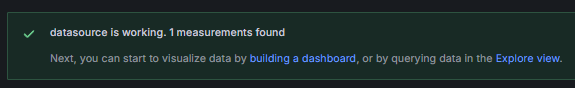 datasource is working. 1 measurements found
Next, you can start to visualize data by building a dashboard, or by querying data in the Explore view.